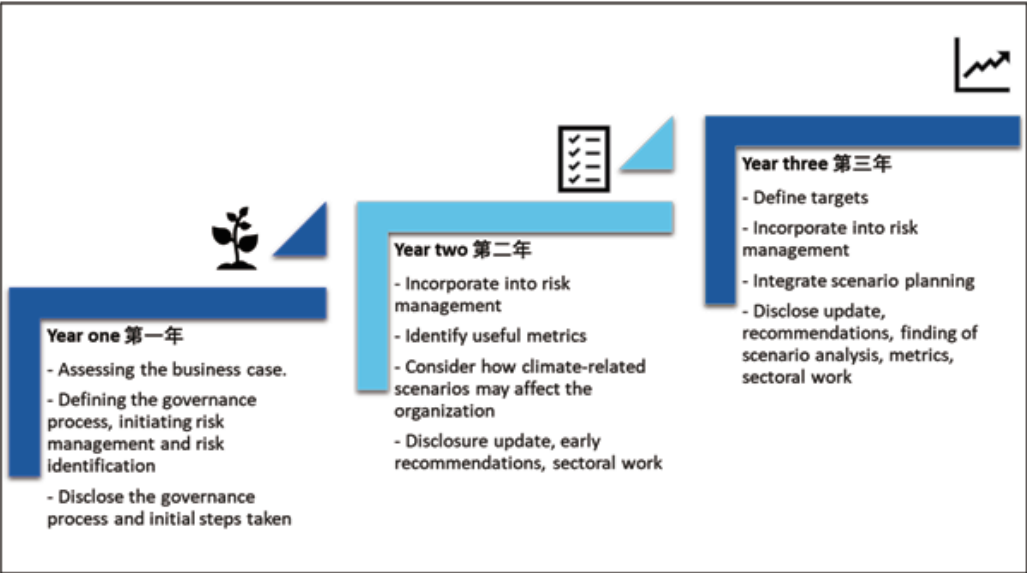 Year one 第一年
- Assessing the business case.
- Defining the governance
process, initiating risk
management and risk
identification
- Disclose the governance
process and initial steps taken
Year two 第二年
- Incorporate into risk
management
- Identify useful metrics
- Consider how climate-related
scenarios may affect the
organization
- Disclosure update, early
recommendations, sectoral work
Year three 第三年
- Define targets
- Incorporate into risk
management
- Integrate scenario planning
- Disclose update,
recommendations, finding of
scenario analysis, metrics,
sectoral work